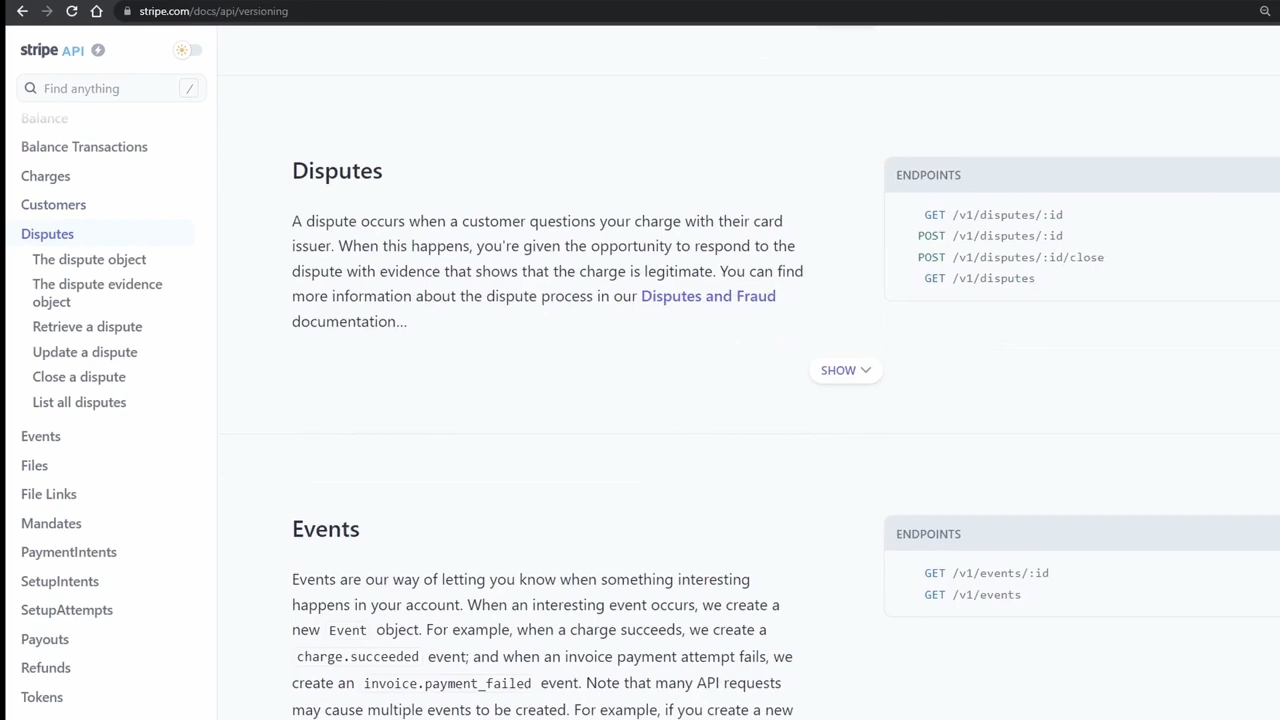 stripe.com/docs/api/versioning
stripe API
Find anything /
Balance
Balance Transactions
Charges
Customers
Disputes
The dispute object
The dispute evidence
object
Retrieve a dispute
Update a dispute
Close a dispute
List all disputes
Events
Files
File Links
Mandates
PaymentIntents
SetupIntents
SetupAttempts
Payouts
Refunds
Tokens
Disputes
A dispute occurs when a customer questions your charge with their card
issuer. When this happens, you're given the opportunity to respond to the
dispute with evidence that shows that the charge is legitimate. You can find
more information about the dispute process in our Disputes and Fraud
documentation...
SHOW
ENDPOINTS
GET /v1/disputes/:id
POST /v1/disputes/:id
POST /v1/disputes/:id/close
GET /v1/disputes
Events
Events are our way of letting you know when something interesting
happens in your account. When an interesting event occurs, we create a
new Event object. For example, when a charge succeeds, we create a
charge.succeeded event; and when an invoice payment attempt fails, we
create an invoice.payment_failed event. Note that many API requests
may cause multiple events to be created. For example, if you create a new
ENDPOINTS
GET /v1/events/:id
GET /v1/events